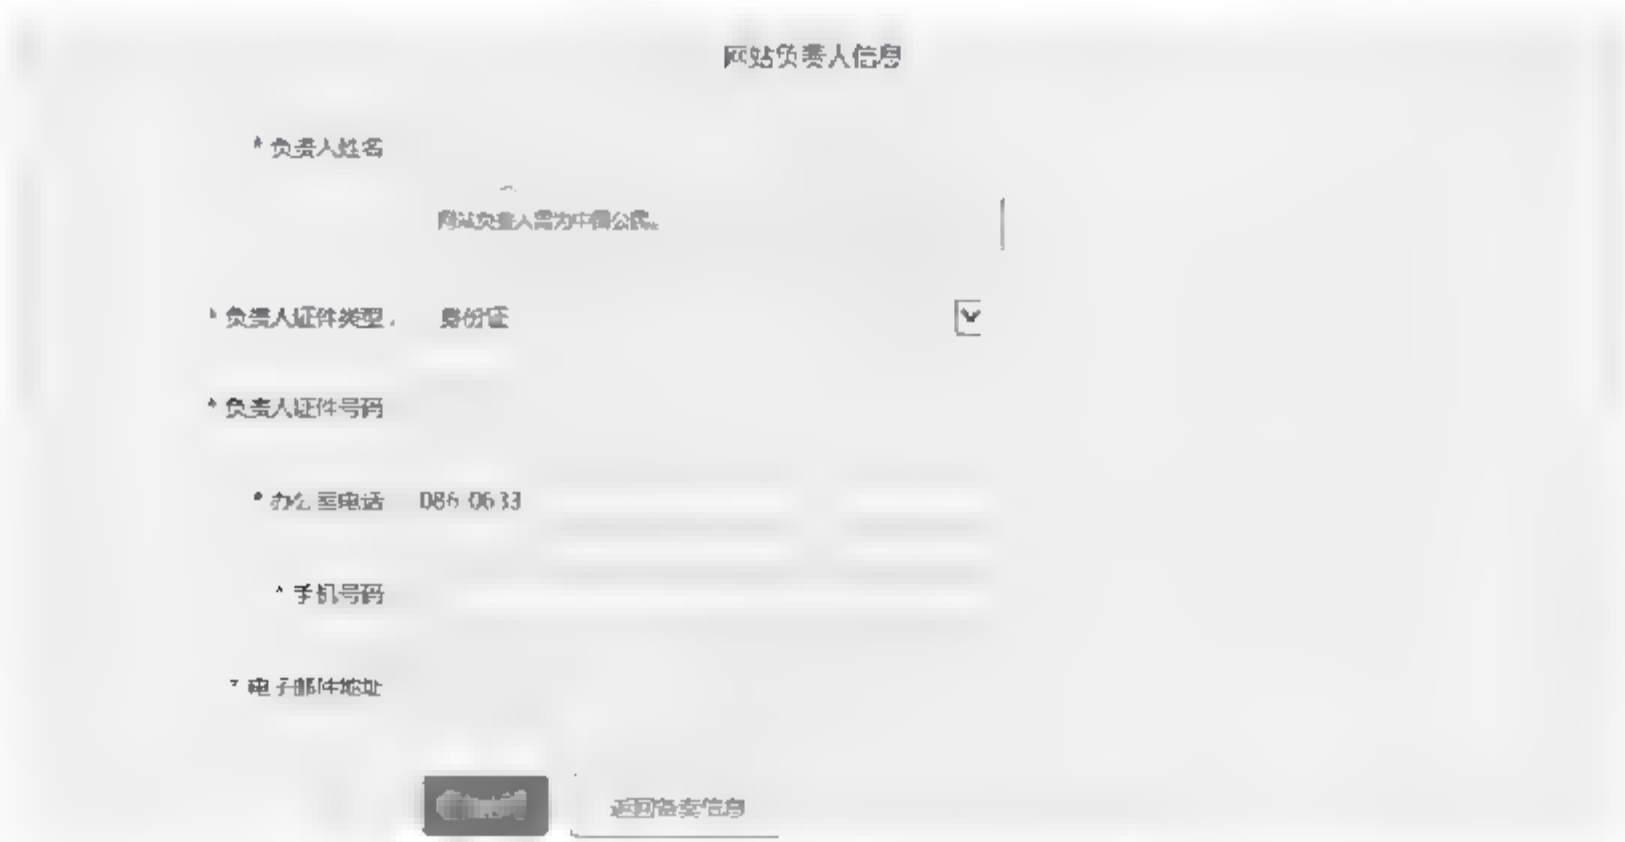 网站负责人信息
* 负责人姓名
网站负责人需为中国公民。
* 负责人证件类型 身份证
* 负责人证件号码
* 办公室电话 086 0633
* 手机号码
* 电子邮件地址
返回备案信息